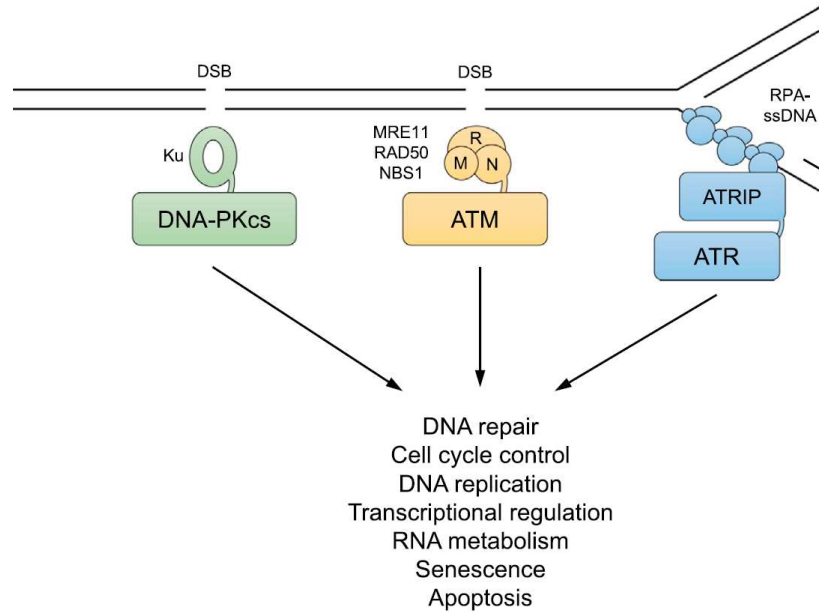 DSB
DSB
RPA-
ssDNA
Ku
MRE11
RAD50
NBS1
R
M
N
DNA-PKcs
ATM
ATRIP
ATR
DNA repair
Cell cycle control
DNA replication
Transcriptional regulation
RNA metabolism
Senescence
Apoptosis